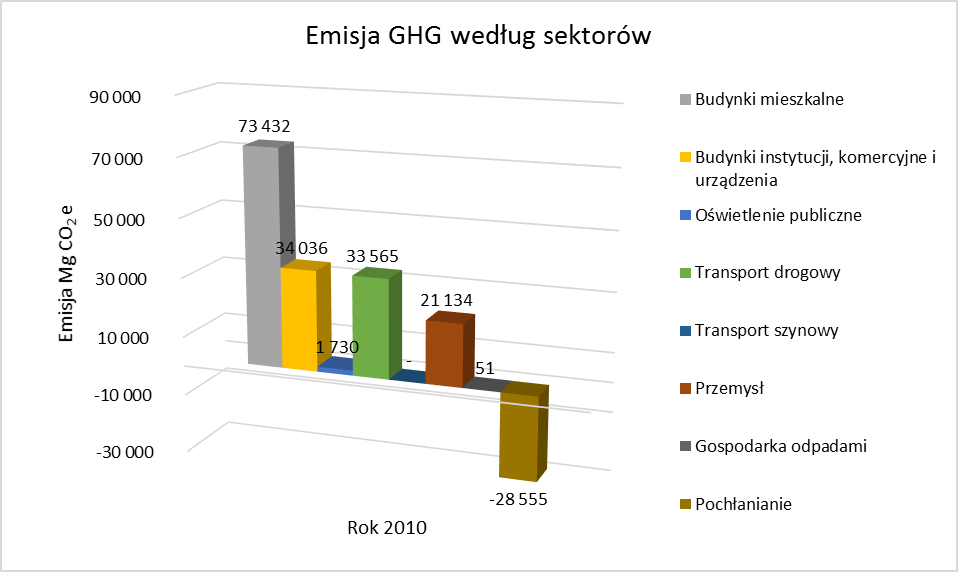 Emisja GHG według sektorów
Emisja Mg CO₂ e
90 000
70 000
50 000
30 000
10 000
-10 000
-30 000
73 432
34 036
1 730
33 565
-
21 134
51
-28 555
Rok 2010
Budynki mieszkalne
Budynki instytucji, komercyjne i
urządzenia
Oświetlenie publiczne
Transport drogowy
Transport szynowy
Przemysł
Gospodarka odpadami
Pochłanianie